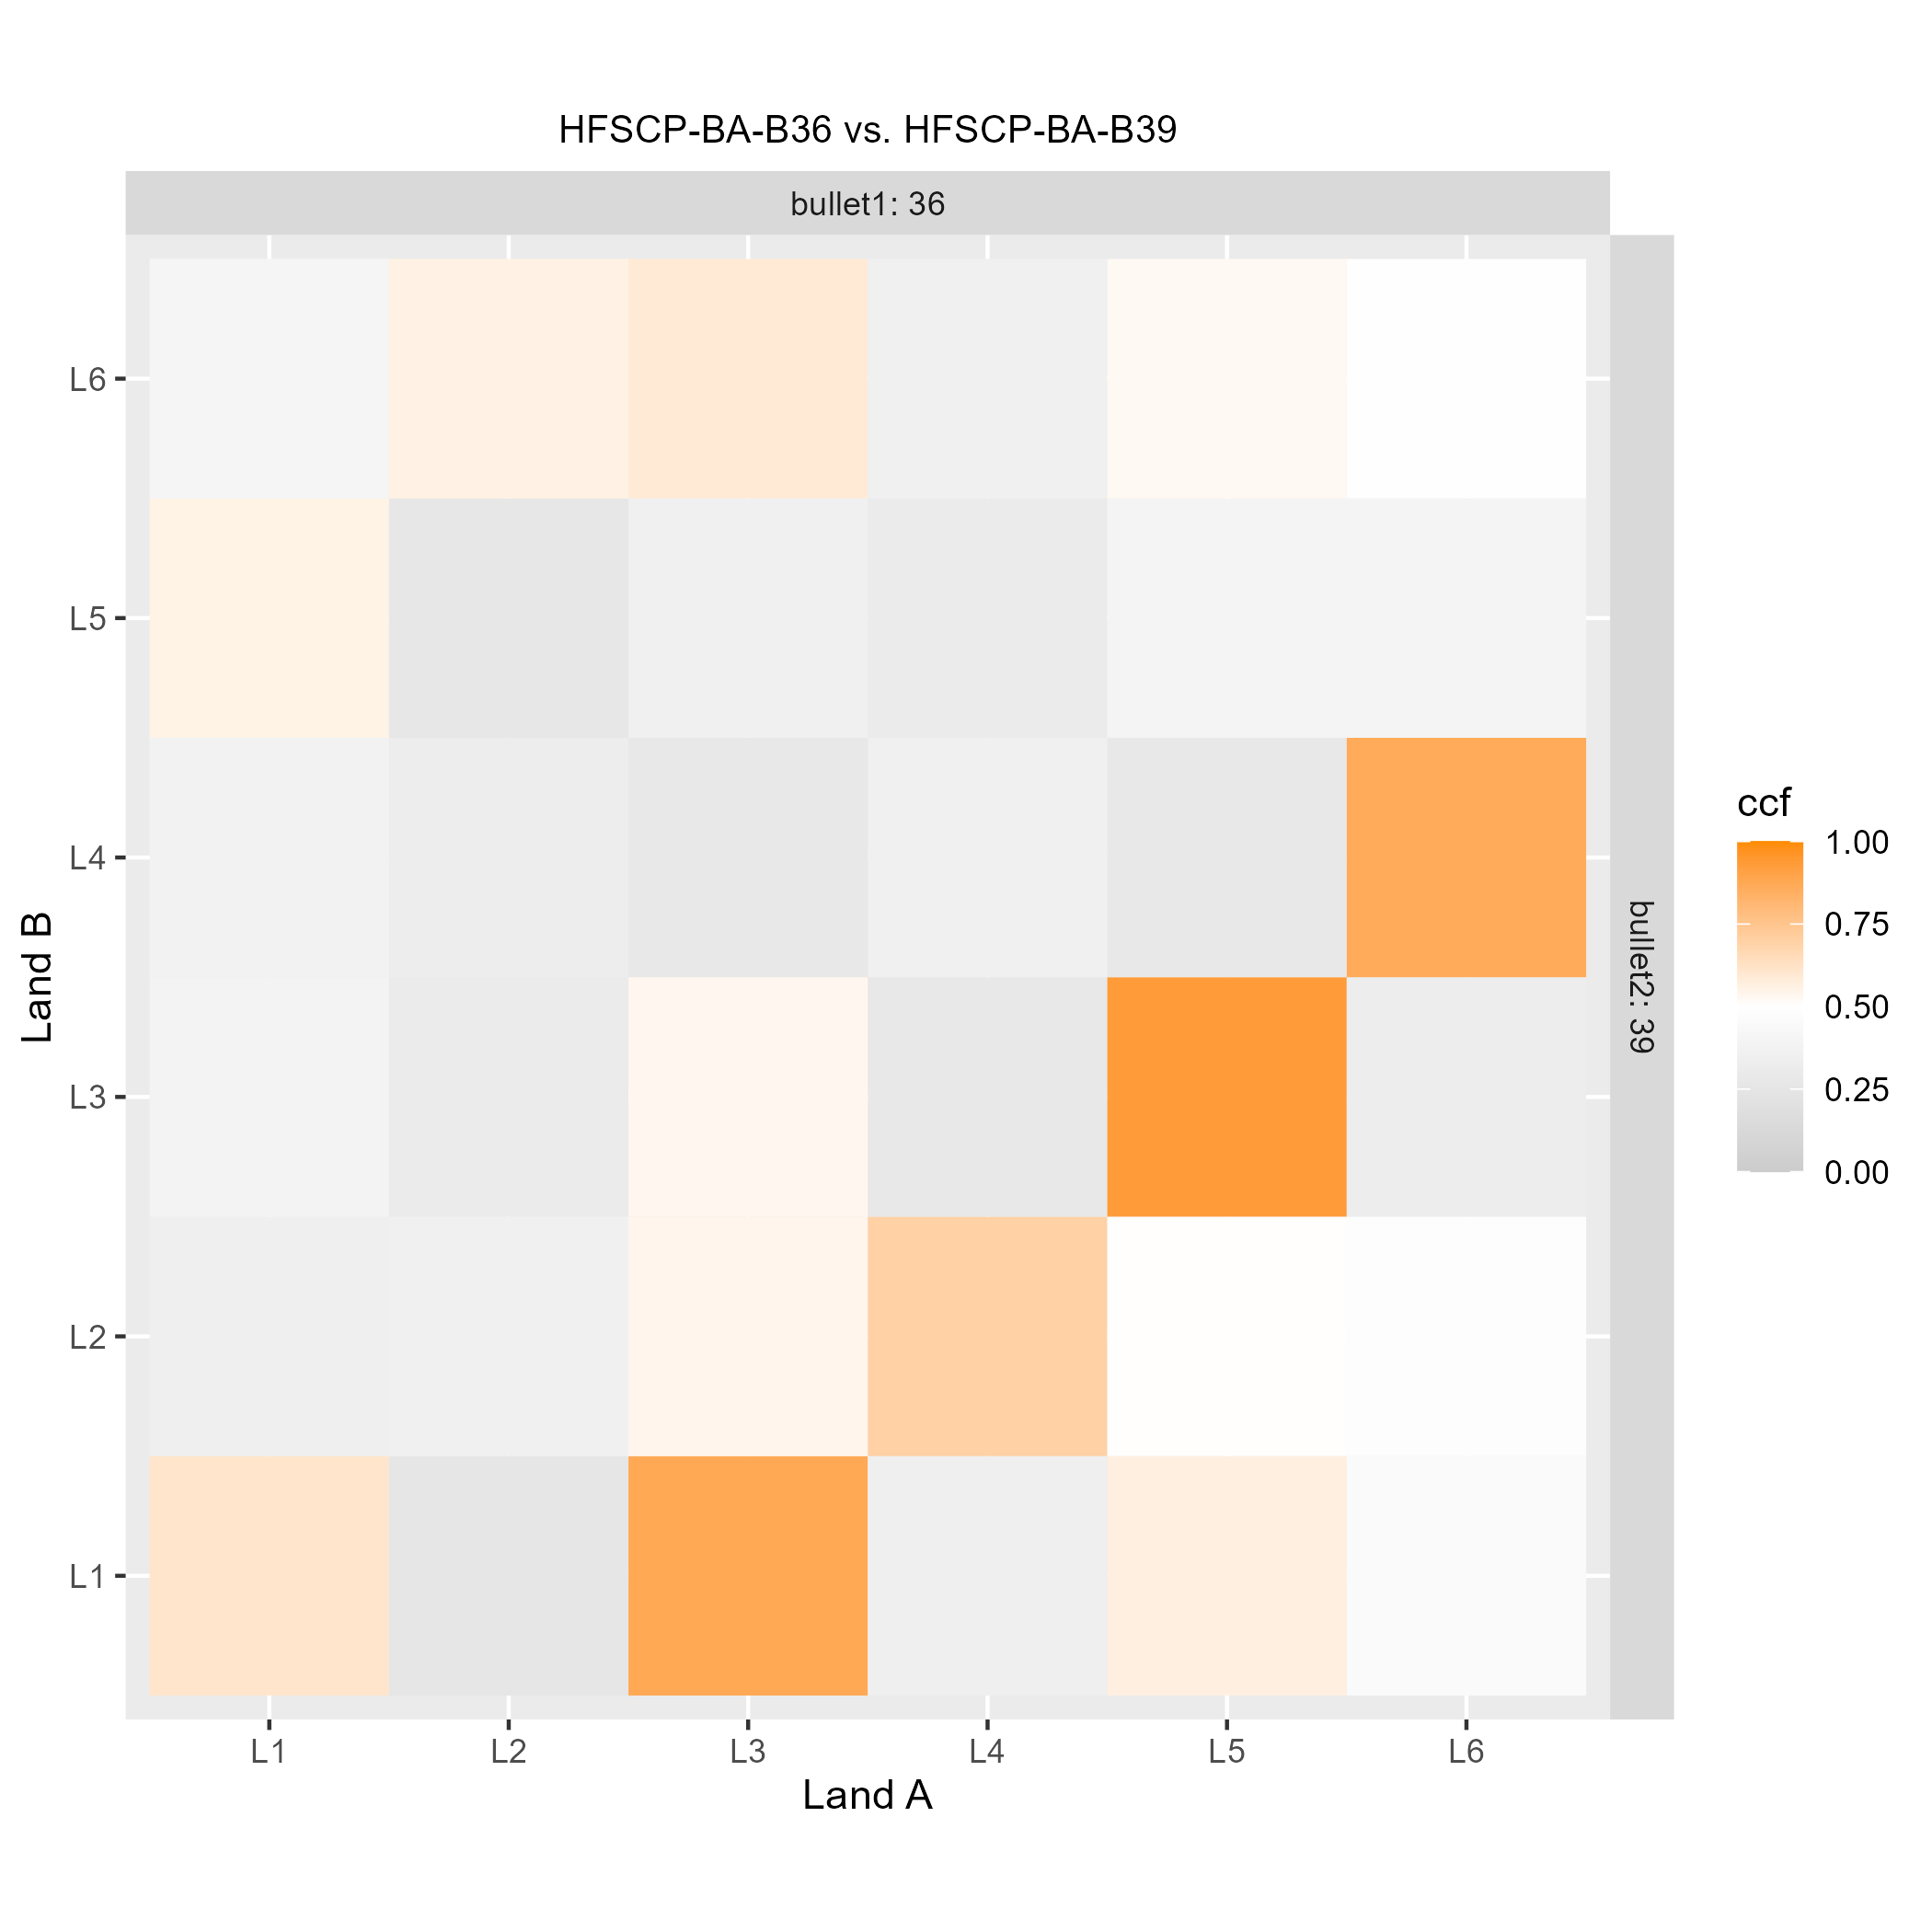 HFSCP-BA-B36 vs. HFSCP-BA-B39
bullet1: 36
L6
L5
L4
L3
L2
L1
Land B
bullet2: 39
L1 L2 L3 L4 L5 L6
Land A
ccf
1.00
0.75
0.50
0.25
0.00